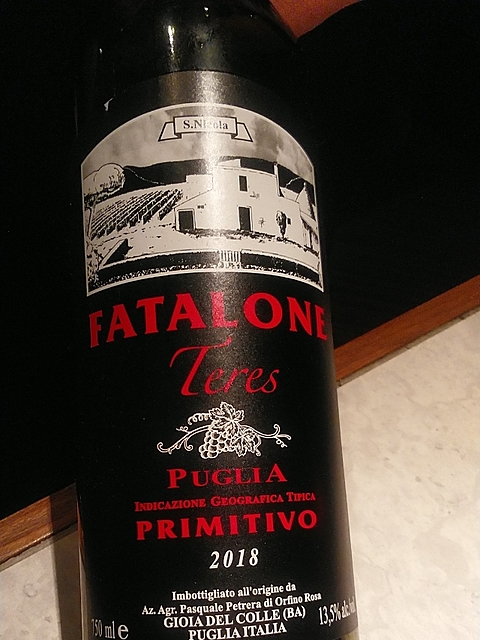 S.Nicola
FATALONE
Teres
PUGLIA
INDICAZIONE GEOGRAFICA TIPICA
PRIMITIVO
2018
Imbottigliato all'origine da
Az. Agr. Pasquale Petrera di Orfino Rosa
GIOIA DEL COLLE (BA)
PUGLIA ITALIA
750 ml e
13,5% alc./vol.